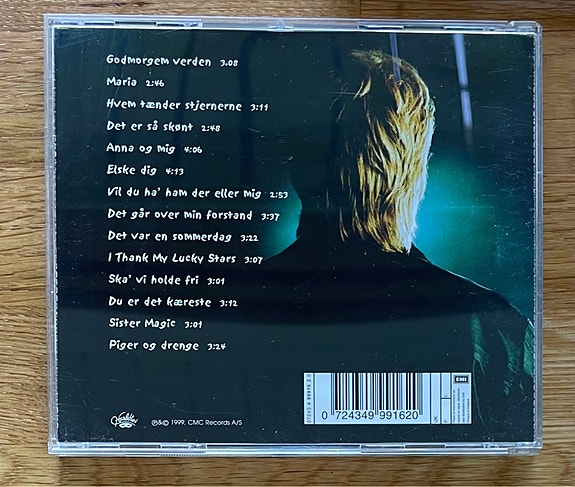 Godmorgem verden 3:08
Maria 2:46
Hvem tænder stjernerne 3:11
Det er så skønt 2:48
Anna og mig 4:06
Elske dig 4:13
Vil du ha' ham der eller mig 2:53
Det går over min forstand 3:37
Det var en sommerdag 3:22
I Thank My Lucky Stars 3:07
Ska' vi holde fri 3:01
Du er det kæreste 3:12
Sister Magic 3:01
Piger og drenge 3:24
℗&© 1999, CMC Records A/S
0 724349 991620
EMI